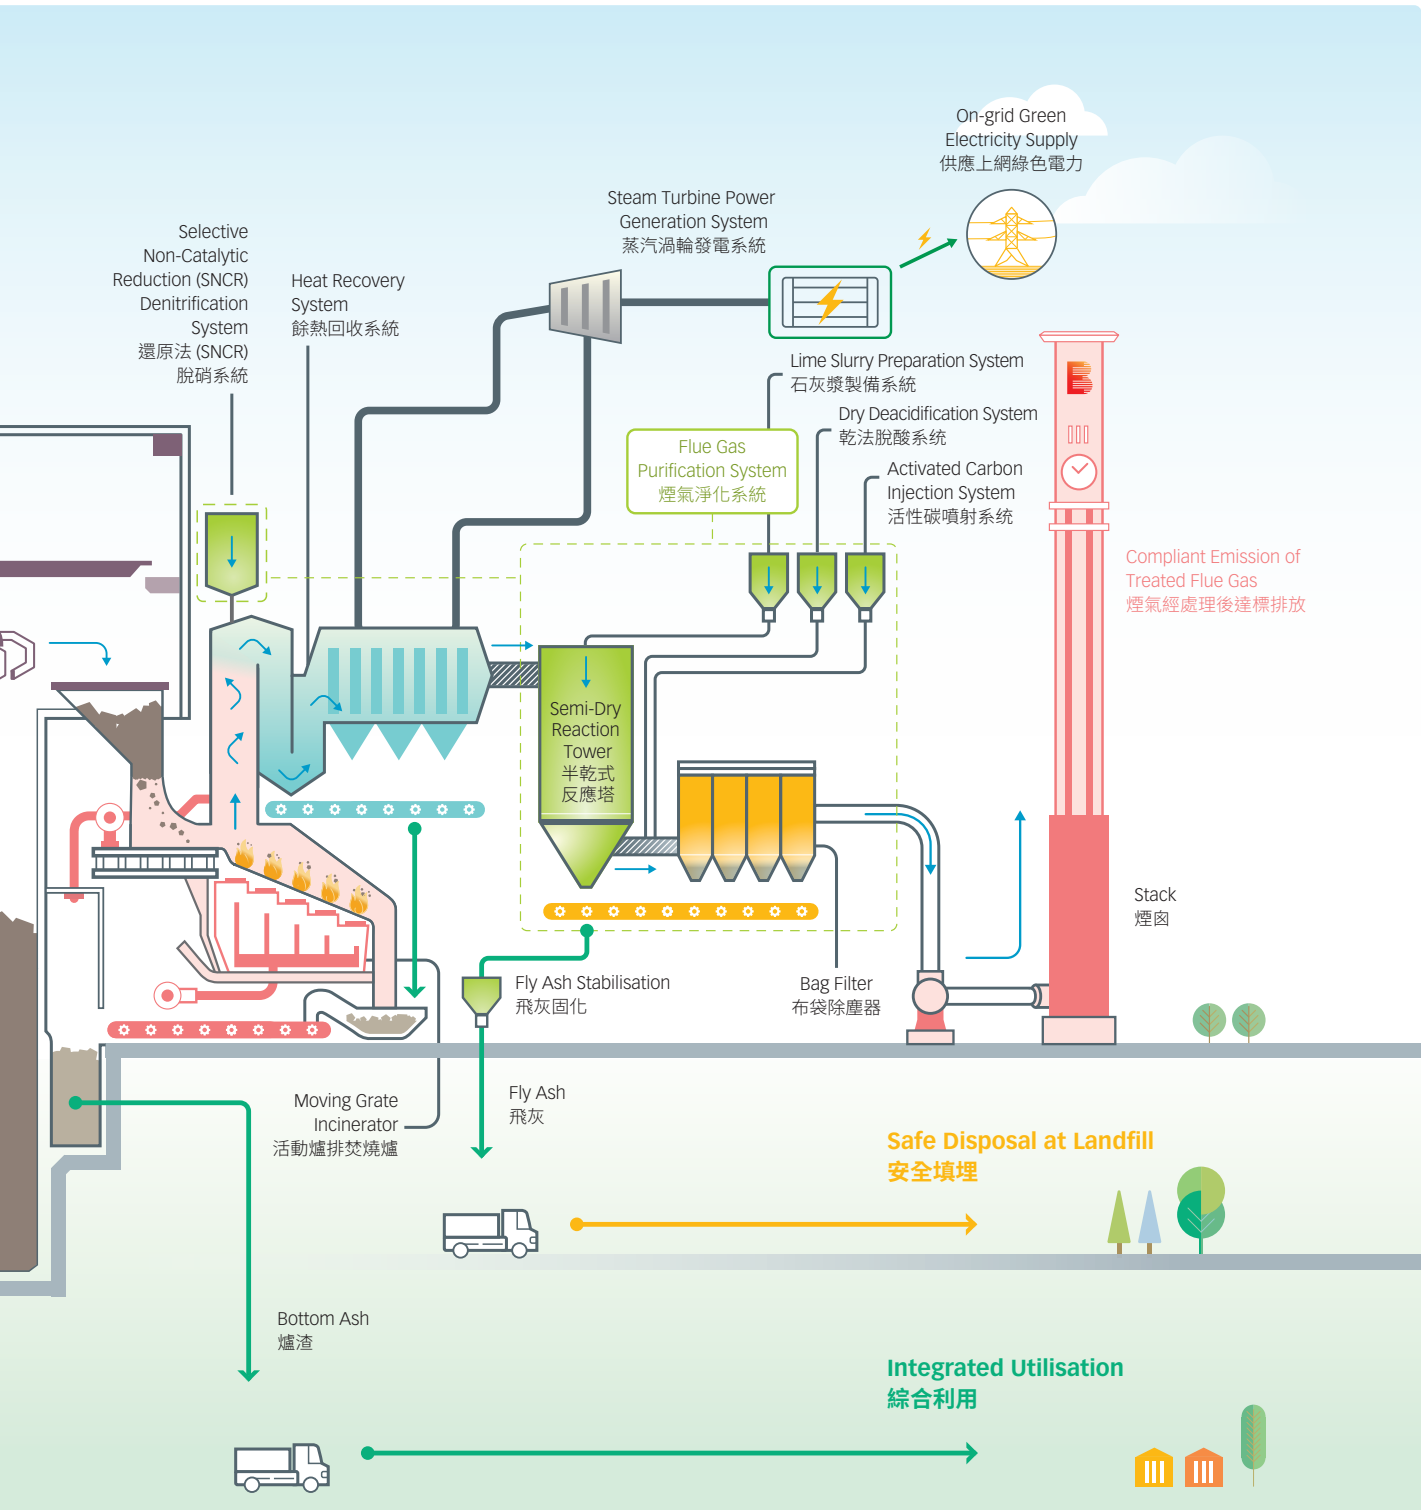 On-grid Green
Electricity Supply
供應上網綠色電力
Steam Turbine Power
Generation System
蒸汽渦輪發電系統
Selective
Non-Catalytic
Reduction (SNCR)
Denitrification
System
還原法 (SNCR)
脫硝系統
Heat Recovery
System
餘熱回收系統
Lime Slurry Preparation System
石灰漿製備系統
Dry Deacidification System
乾法脫酸系統
Flue Gas
Purification System
煙氣淨化系統
Activated Carbon
Injection System
活性碳噴射系統
Compliant Emission of
Treated Flue Gas
煙氣經處理後達標排放
Semi-Dry
Reaction
Tower
半乾式
反應塔
Stack
煙囪
Fly Ash Stabilisation
飛灰固化
Bag Filter
布袋除塵器
Moving Grate
Incinerator
活動爐排焚燒爐
Fly Ash
飛灰
Safe Disposal at Landfill
安全填埋
Bottom Ash
爐渣
Integrated Utilisation
綜合利用